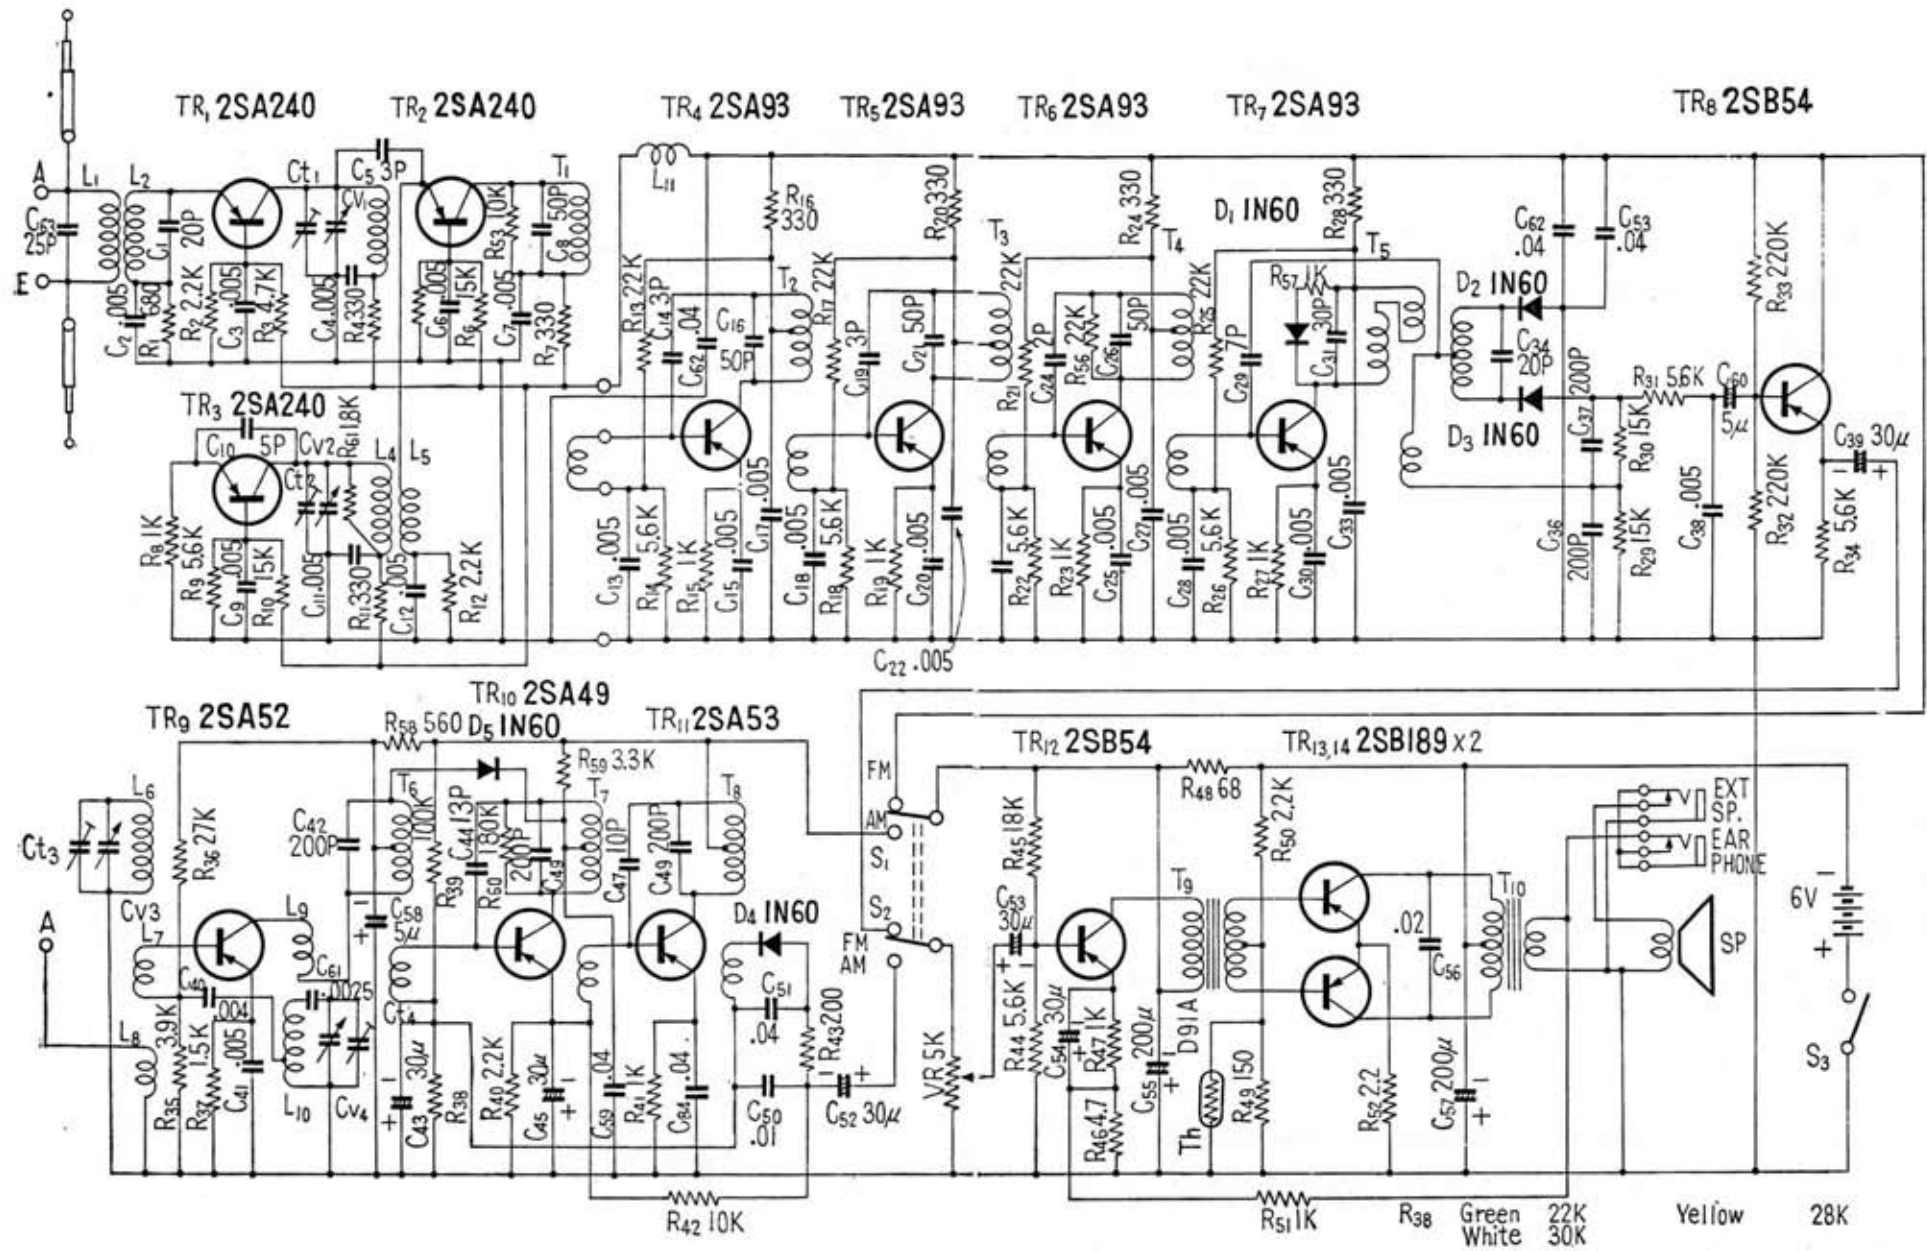 TR1 2SA240
TR2 2SA240
TR4 2SA93
TR5 2SA93
TR6 2SA93
TR7 2SA93
TR8 2SB54
A
L1
L2
C63
25P
E
C1
20P
Ct1
C5 3P
CV1
R53 10K
T1
50P
C8
C2 .005
R1 680
R2 2.2K
C3 .005
R3 4.7K
C4 .005
R4 330
C6 .005
R6 15K
C7 .005
R7 330
L11
R16
330
R13 22K
C14 3P
C62 .04
C16
50P
T2
R17 22K
C19 3P
R20 330
C21 50P
T3
R21 22K
C24 2P
R56 22K
C26 50P
R24 330
T4
R25 22K
C29 7P
D1 IN60
R57 1K
R28 330
C31 30P
T5
D2 IN60
C34
20P
D3 IN60
C62
.04
C53
.04
R33 220K
R31 5.6K
C60
5μ
C37 200P
R30 15K
C36
200P
R29 15K
C38 .005
R32 220K
R34 5.6K
C39 30μ
TR3 2SA240
C10 5P
Ct2
CV2
R61 1.8K
L4
L5
R8 1K
R9 5.6K
C9 .005
R10 15K
C11 .005
R11 330
C12 .005
R12 2.2K
C13 .005
R14 5.6K
R15 1K
C15 .005
C17 .005
C18 .005
R18 5.6K
R19 1K
C20 .005
C22 .005
R22 5.6K
R23 1K
C25 .005
C27 .005
C28 .005
R26 5.6K
R27 1K
C30 .005
C33 .005
TR9 2SA52
TR10 2SA49
TR11 2SA53
TR12 2SB54
TR13,14 2SB189 x 2
R58 560
D5 IN60
R59 3.3K
Ct3
L6
CV3
R36 27K
C42
200P
T6
R39 100K
C44 13P
R60 180K
200P
C49
T7
C47 10P
C49 200P
T8
D4 IN60
A
L7
L8
L9
C40
.004
C61
.0025
C58
5μ
Ct4
R35 3.9K
R37 1.5K
C41 .005
L10
CV4
C43 30μ
R38
R40 2.2K
C45 30μ
C59 .04
R41 1K
C84 .04
C51
.04
C50
.01
R43 200
C52 30μ
R42 10K
FM
AM
S1
S2
FM
AM
VR 5K
C53
30μ
R45 18K
R44 5.6K
C54 30μ
R47 1K
R46 4.7
C55 200μ
T9
D91A
R48 68
R50 2.2K
Th
R49 150
R52 2.2
R51 1K
.02
C56
T10
C57 200μ
EXT
SP.
EAR
PHONE
SP
6V
S3
R38 Green 22K
White 30K
Yellow 28K